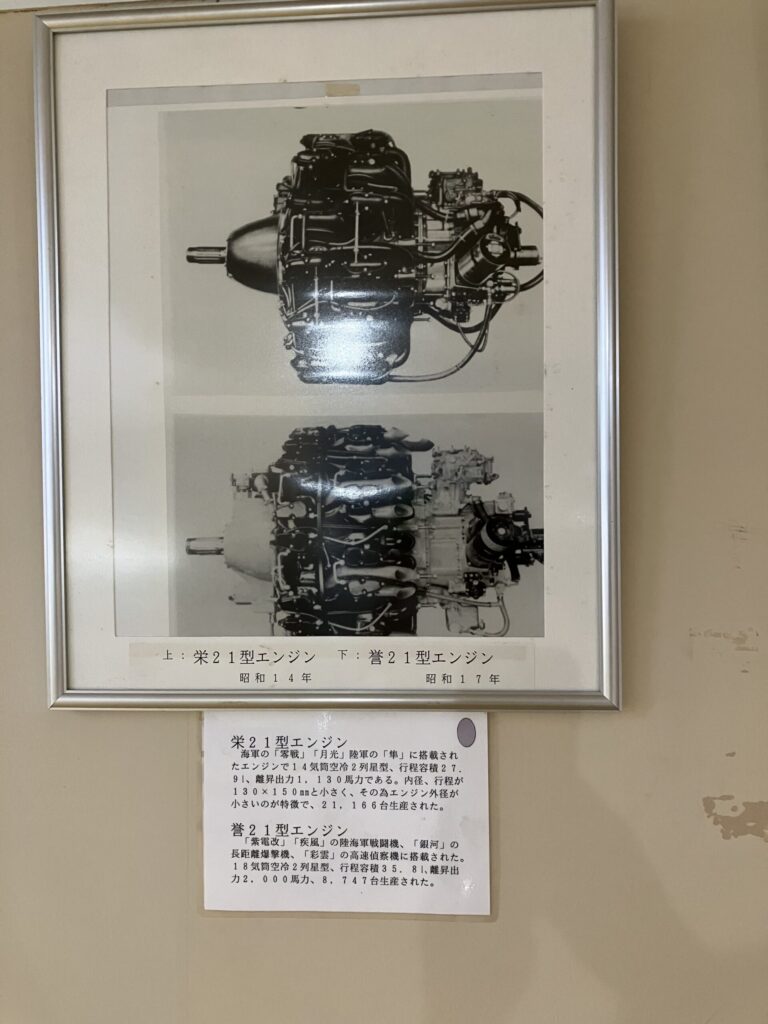 上：栄２１型エンジン　下：誉２１型エンジン
昭和１４年　昭和１７年
栄２１型エンジン
海軍の「零戦」「月光」陸軍の「隼」に搭載され
たエンジンで１４気筒空冷２列星型、行程容積２７．
９ｌ、離昇出力１，１３０馬力である。内径、行程が
１３０×１５０㎜と小さく、その為エンジン外径が
小さいのが特徴で、２１，１６６台生産された。
誉２１型エンジン
「紫電改」「疾風」の陸海軍戦闘機、「銀河」の
長距離爆撃機、「彩雲」の高速偵察機に搭載された。
１８気筒空冷２列星型、行程容積３５．８ｌ、離昇出
力２，０００馬力、８，７４７台生産された。